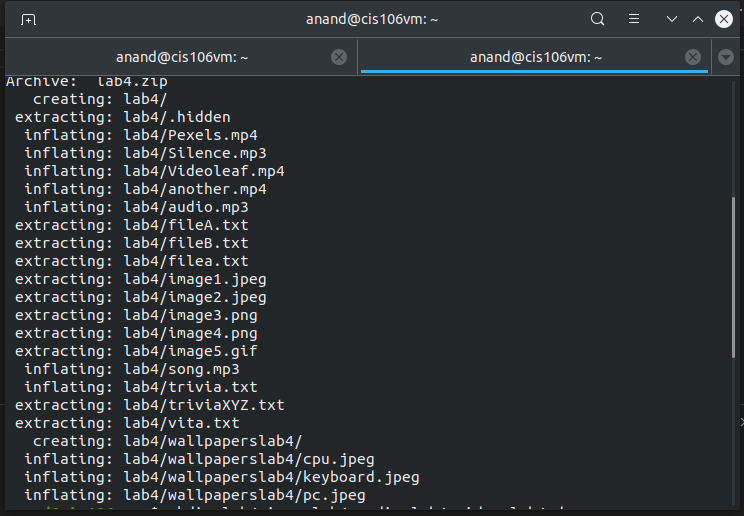 anand@cis106vm: ~
anand@cis106vm: ~
anand@cis106vm: ~
Archive:  lab4.zip
   creating: lab4/
 extracting: lab4/.hidden
  inflating: lab4/Pexels.mp4
  inflating: lab4/Silence.mp3
  inflating: lab4/Videoleaf.mp4
  inflating: lab4/another.mp4
  inflating: lab4/audio.mp3
 extracting: lab4/fileA.txt
 extracting: lab4/fileB.txt
 extracting: lab4/filea.txt
 extracting: lab4/image1.jpeg
 extracting: lab4/image2.jpeg
 extracting: lab4/image3.png
 extracting: lab4/image4.png
 extracting: lab4/image5.gif
  inflating: lab4/song.mp3
  inflating: lab4/trivia.txt
 extracting: lab4/triviaXYZ.txt
 extracting: lab4/vita.txt
   creating: lab4/wallpaperslab4/
  inflating: lab4/wallpaperslab4/cpu.jpeg
  inflating: lab4/wallpaperslab4/keyboard.jpeg
  inflating: lab4/wallpaperslab4/pc.jpeg